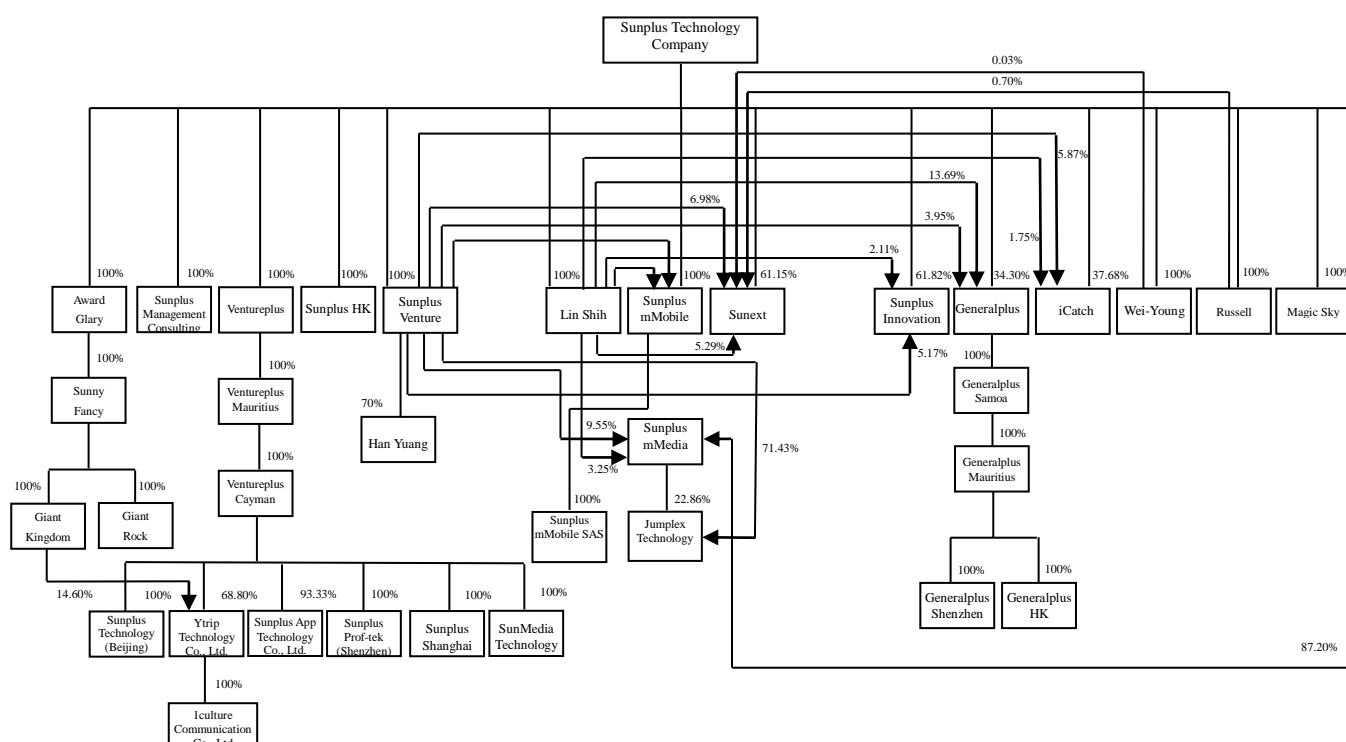 Sunplus Technology
Company
0.03%
0.70%
5.87%
13.69%
6.98%
3.95%
1.75%
2.11%
100%
100%
100%
100%
100%
100%
100%
61.15%
61.82%
34.30%
37.68%
100%
100%
100%
Award
Glary
Sunplus
Management
Consulting
Ventureplus
Sunplus HK
Sunplus
Venture
Lin Shih
Sunplus
mMobile
Sunext
Sunplus
Innovation
Generalplus
iCatch
Wei-Young
Russell
Magic Sky
5.29%
5.17%
100%
100%
100%
Sunny
Fancy
Ventureplus
Mauritius
70%
Han Yuang
9.55%
3.25%
Sunplus
mMedia
71.43%
Generalplus
Samoa
100%
Generalplus
Mauritius
100%
100%
100%
Giant
Kingdom
Giant
Rock
Ventureplus
Cayman
100%
Sunplus
mMobile SAS
22.86%
Jumplex
Technology
100%
100%
Generalplus
Shenzhen
Generalplus
HK
14.60%
100%
68.80%
93.33%
100%
100%
100%
Sunplus
Technology
(Beijing)
Ytrip
Technology
Co., Ltd.
Sunplus App
Technology
Co., Ltd.
Sunplus
Prof-tek
(Shenzhen)
Sunplus
Shanghai
SunMedia
Technology
87.20%
100%
1culture
Communication
Co., Ltd.